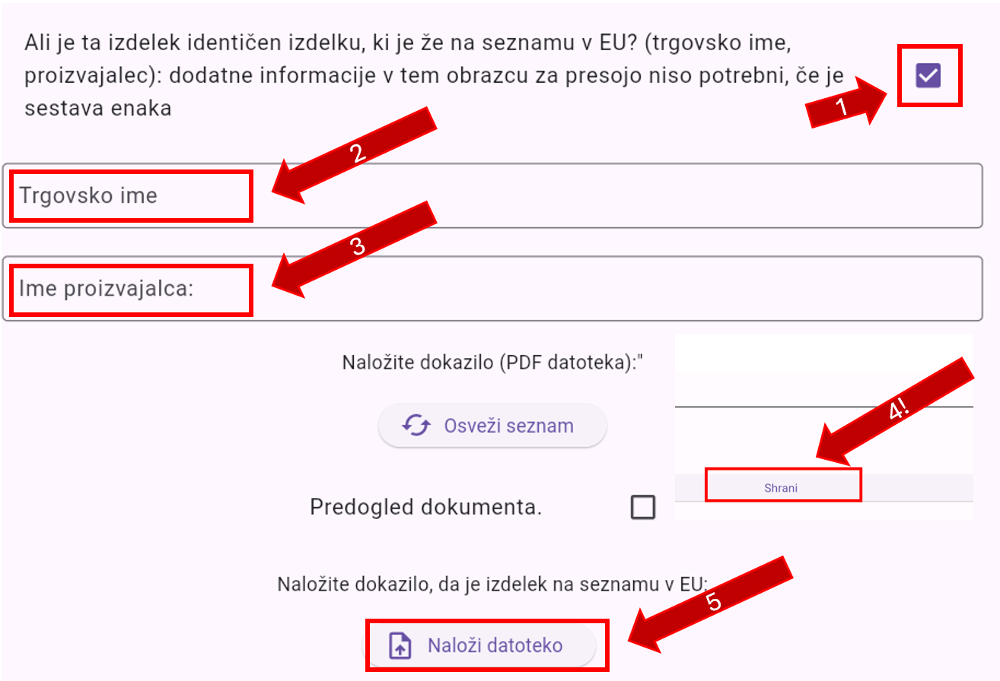 Ali je ta izdelek identičen izdelku, ki je že na seznamu v EU? (trgovsko ime,
proizvajalec): dodatne informacije v tem obrazcu za presojo niso potrebni, če je
sestava enaka
1
2
Trgovsko ime
3
Ime proizvajalca:
Naložite dokazilo (PDF datoteka):"
4!
Osveži seznam
Shrani
Predogled dokumenta.
Naložite dokazilo, da je izdelek na seznamu v EU:
5
Naloži datoteko